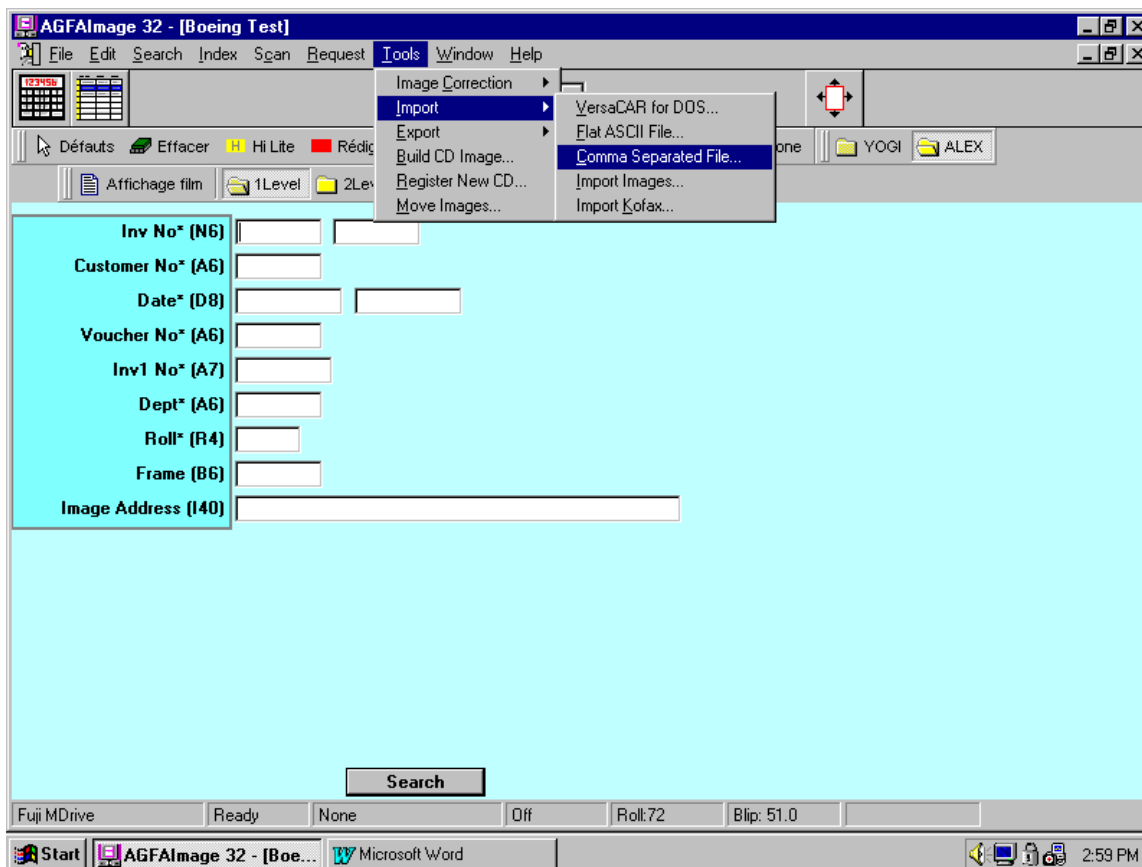 AGFAImage 32 - [Boeing Test]
File Edit Search Index Scan Request Tools Window Help
123456
Image Correction
Import
Export
Build CD Image...
Register New CD...
Move Images...
VersaCAR for DOS...
Flat ASCII File...
Comma Separated File...
Import Images...
Import Kofax...
Défauts Effacer H Hi Lite YOGI ALEX
Affichage film 1Level
Inv No* (N6)
Customer No* (A6)
Date* (D8)
Voucher No* (A6)
Inv1 No* (A7)
Dept* (A6)
Roll* (R4)
Frame (B6)
Image Address (I40)
Search
Fuji MDrive Ready None Off Roll:72 Blip: 51.0
Start AGFAImage 32 - [Boe... W Microsoft Word 2:59 PM